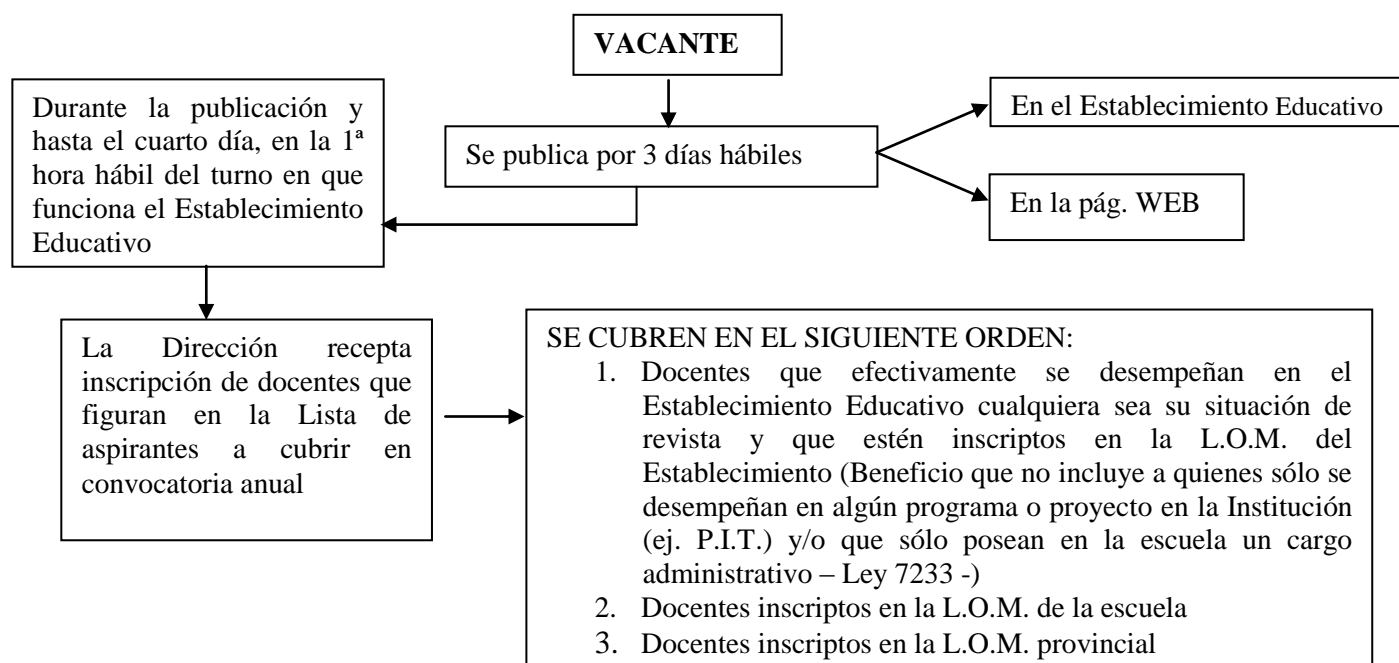 VACANTE
Se publica por 3 días hábiles
En el Establecimiento Educativo
En la pág. WEB
Durante la publicación y
hasta el cuarto día, en la 1ª
hora hábil del turno en que
funciona el Establecimiento
Educativo
La Dirección recepta
inscripción de docentes que
figuran en la Lista de
aspirantes a cubrir en
convocatoria anual
SE CUBREN EN EL SIGUIENTE ORDEN:
1. Docentes que efectivamente se desempeñan en el
Establecimiento Educativo cualquiera sea su situación de
revista y que estén inscriptos en la L.O.M. del
Establecimiento (Beneficio que no incluye a quienes sólo se
desempeñan en algún programa o proyecto en la Institución
(ej. P.I.T.) y/o que sólo posean en la escuela un cargo
administrativo – Ley 7233 -)
2. Docentes inscriptos en la L.O.M. de la escuela
3. Docentes inscriptos en la L.O.M. provincial